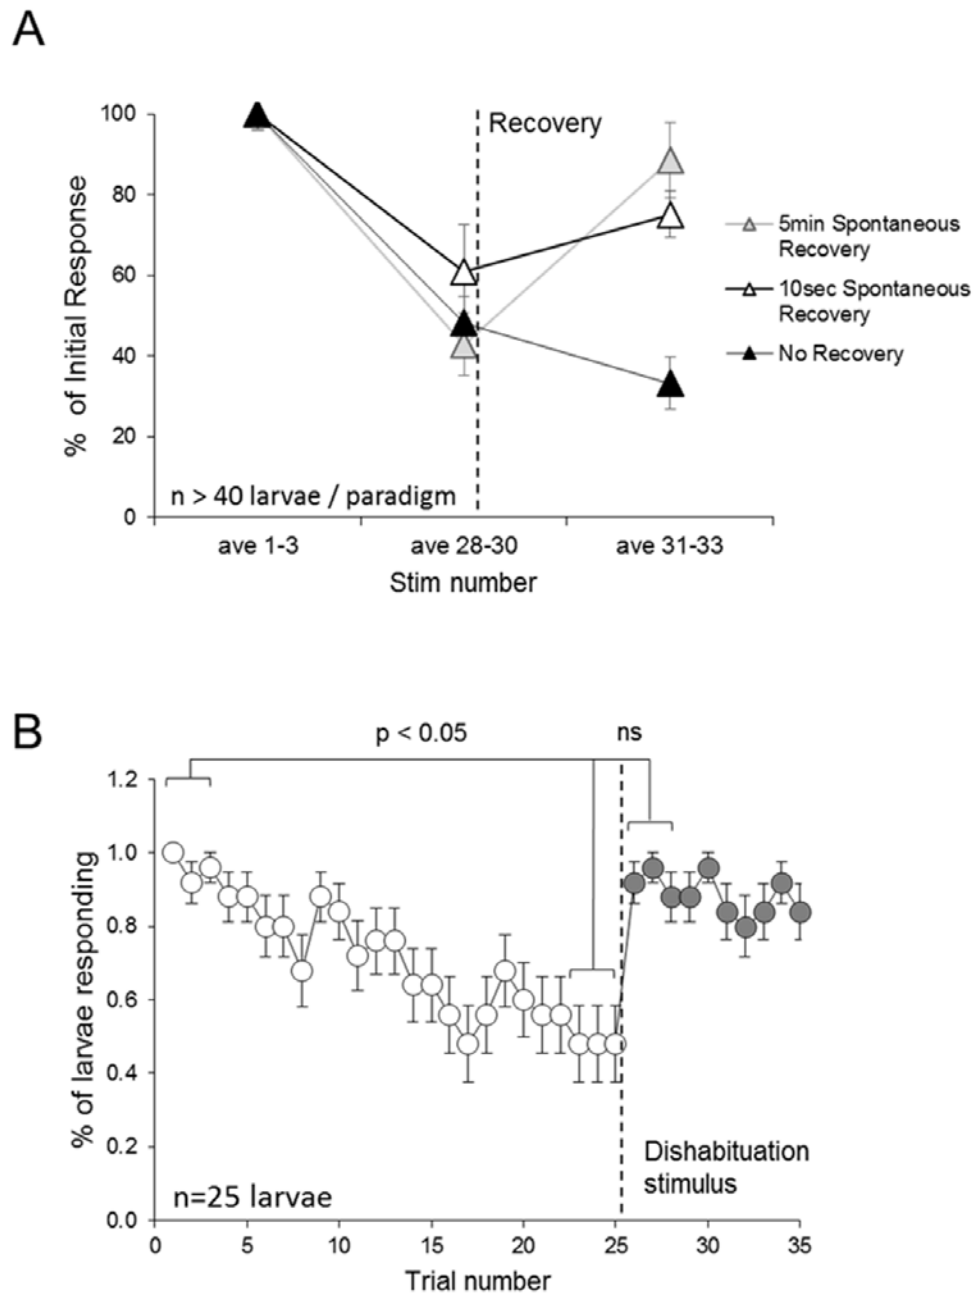 A
100
80
60
40
20
0
% of Initial Response
Recovery
5min Spontaneous
Recovery
10sec Spontaneous
Recovery
No Recovery
n > 40 larvae / paradigm
ave 1-3
ave 28-30
ave 31-33
Stim number
B
p < 0.05
ns
1.2
1.0
0.8
0.6
0.4
0.2
0.0
% of larvae responding
Dishabituation
stimulus
n=25 larvae
0
5
10
15
20
25
30
35
Trial number